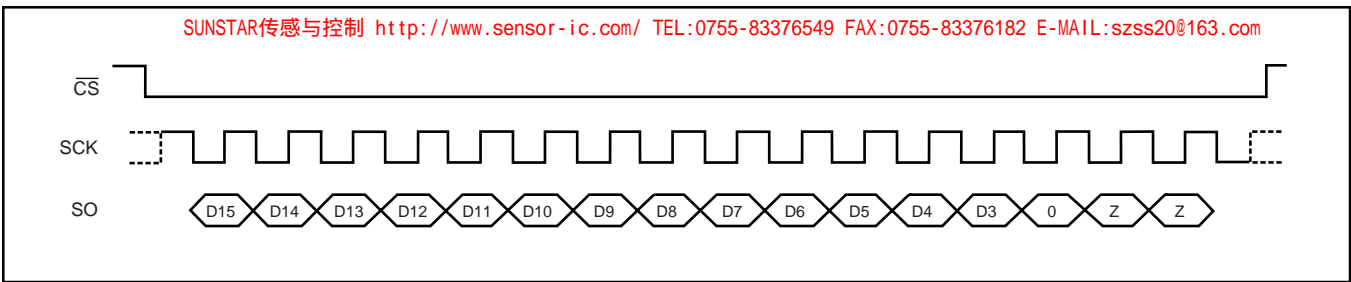 SUNSTAR传感与控制 http://www.sensor-ic.com/ TEL:0755-83376549 FAX:0755-83376182 E-MAIL:szss20@163.com
CS
SCK
SO D15 D14 D13 D12 D11 D10 D9 D8 D7 D6 D5 D4 D3 0 Z Z